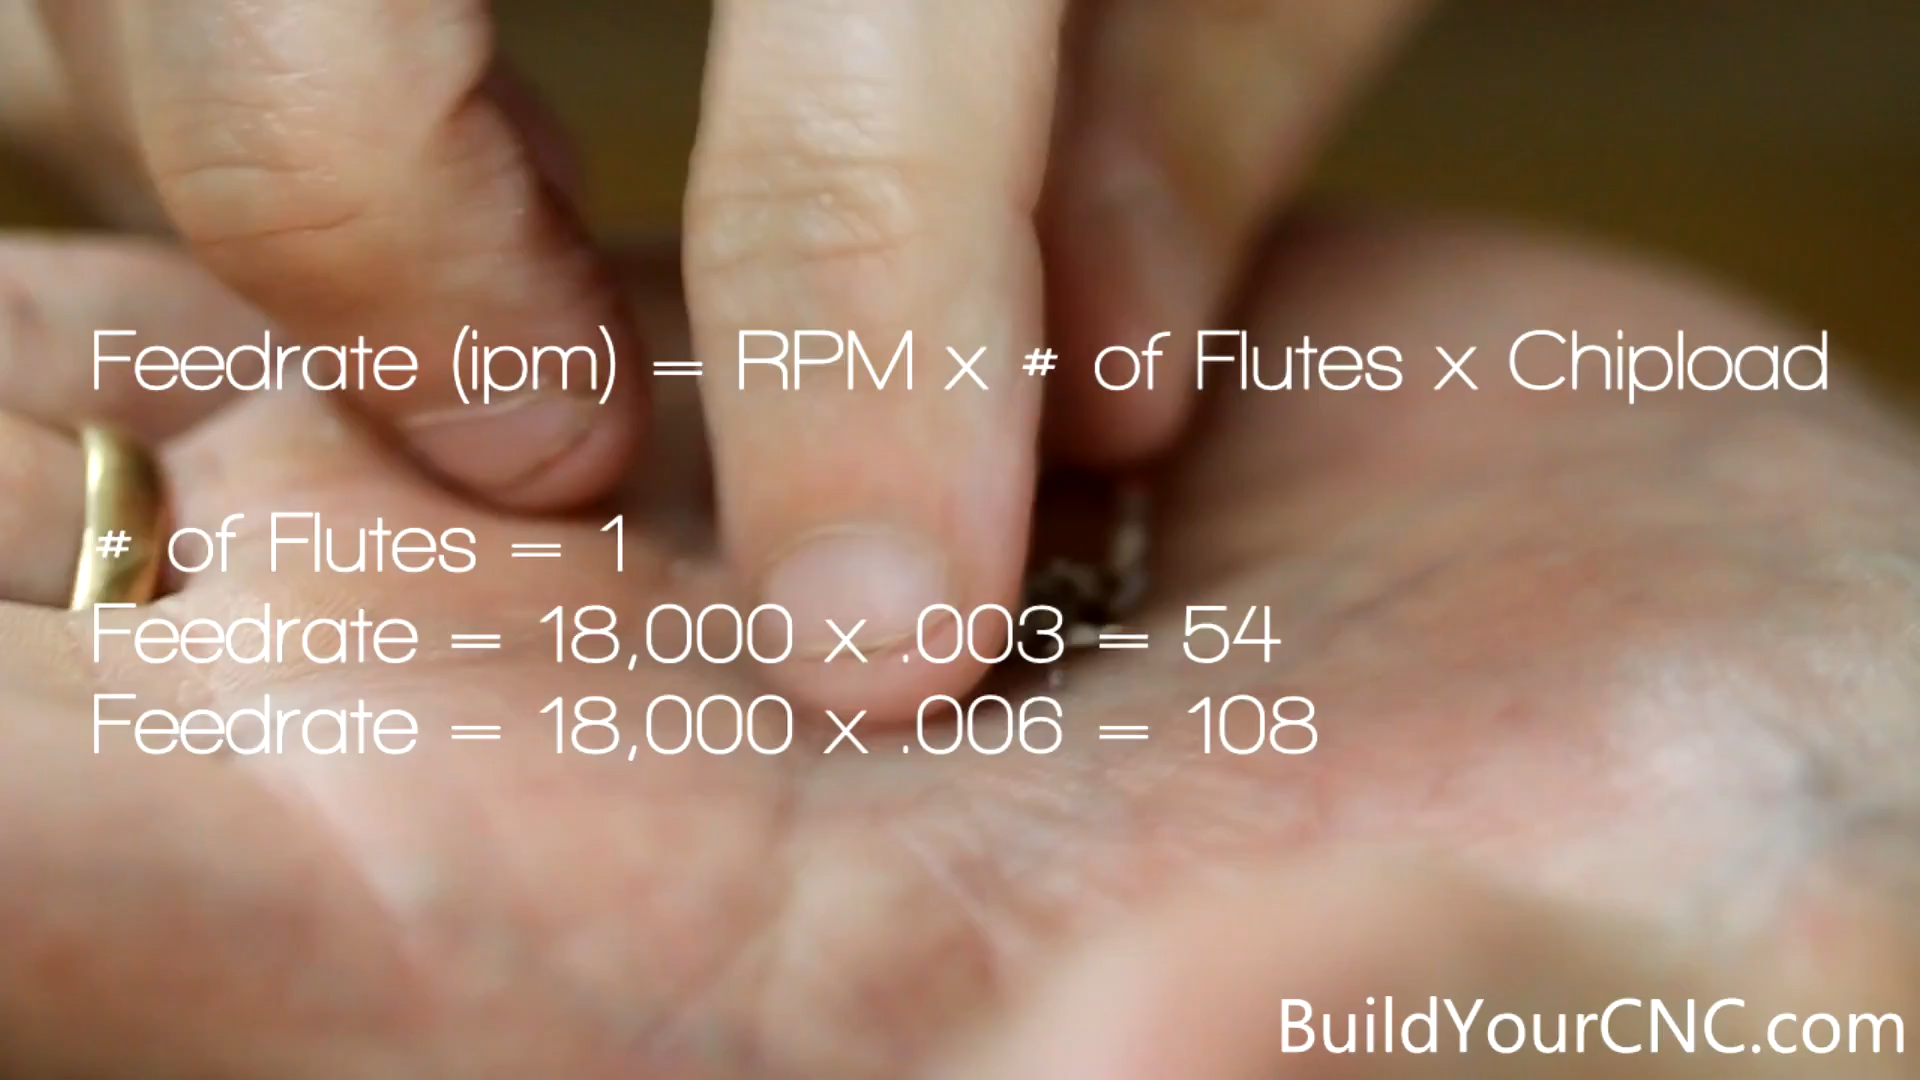 Feedrate (ipm) = RPM x # of Flutes x Chipload
# of Flutes = 1
Feedrate = 18,000 x .003 = 54
Feedrate = 18,000 x .006 = 108
BuildYourCNC.com